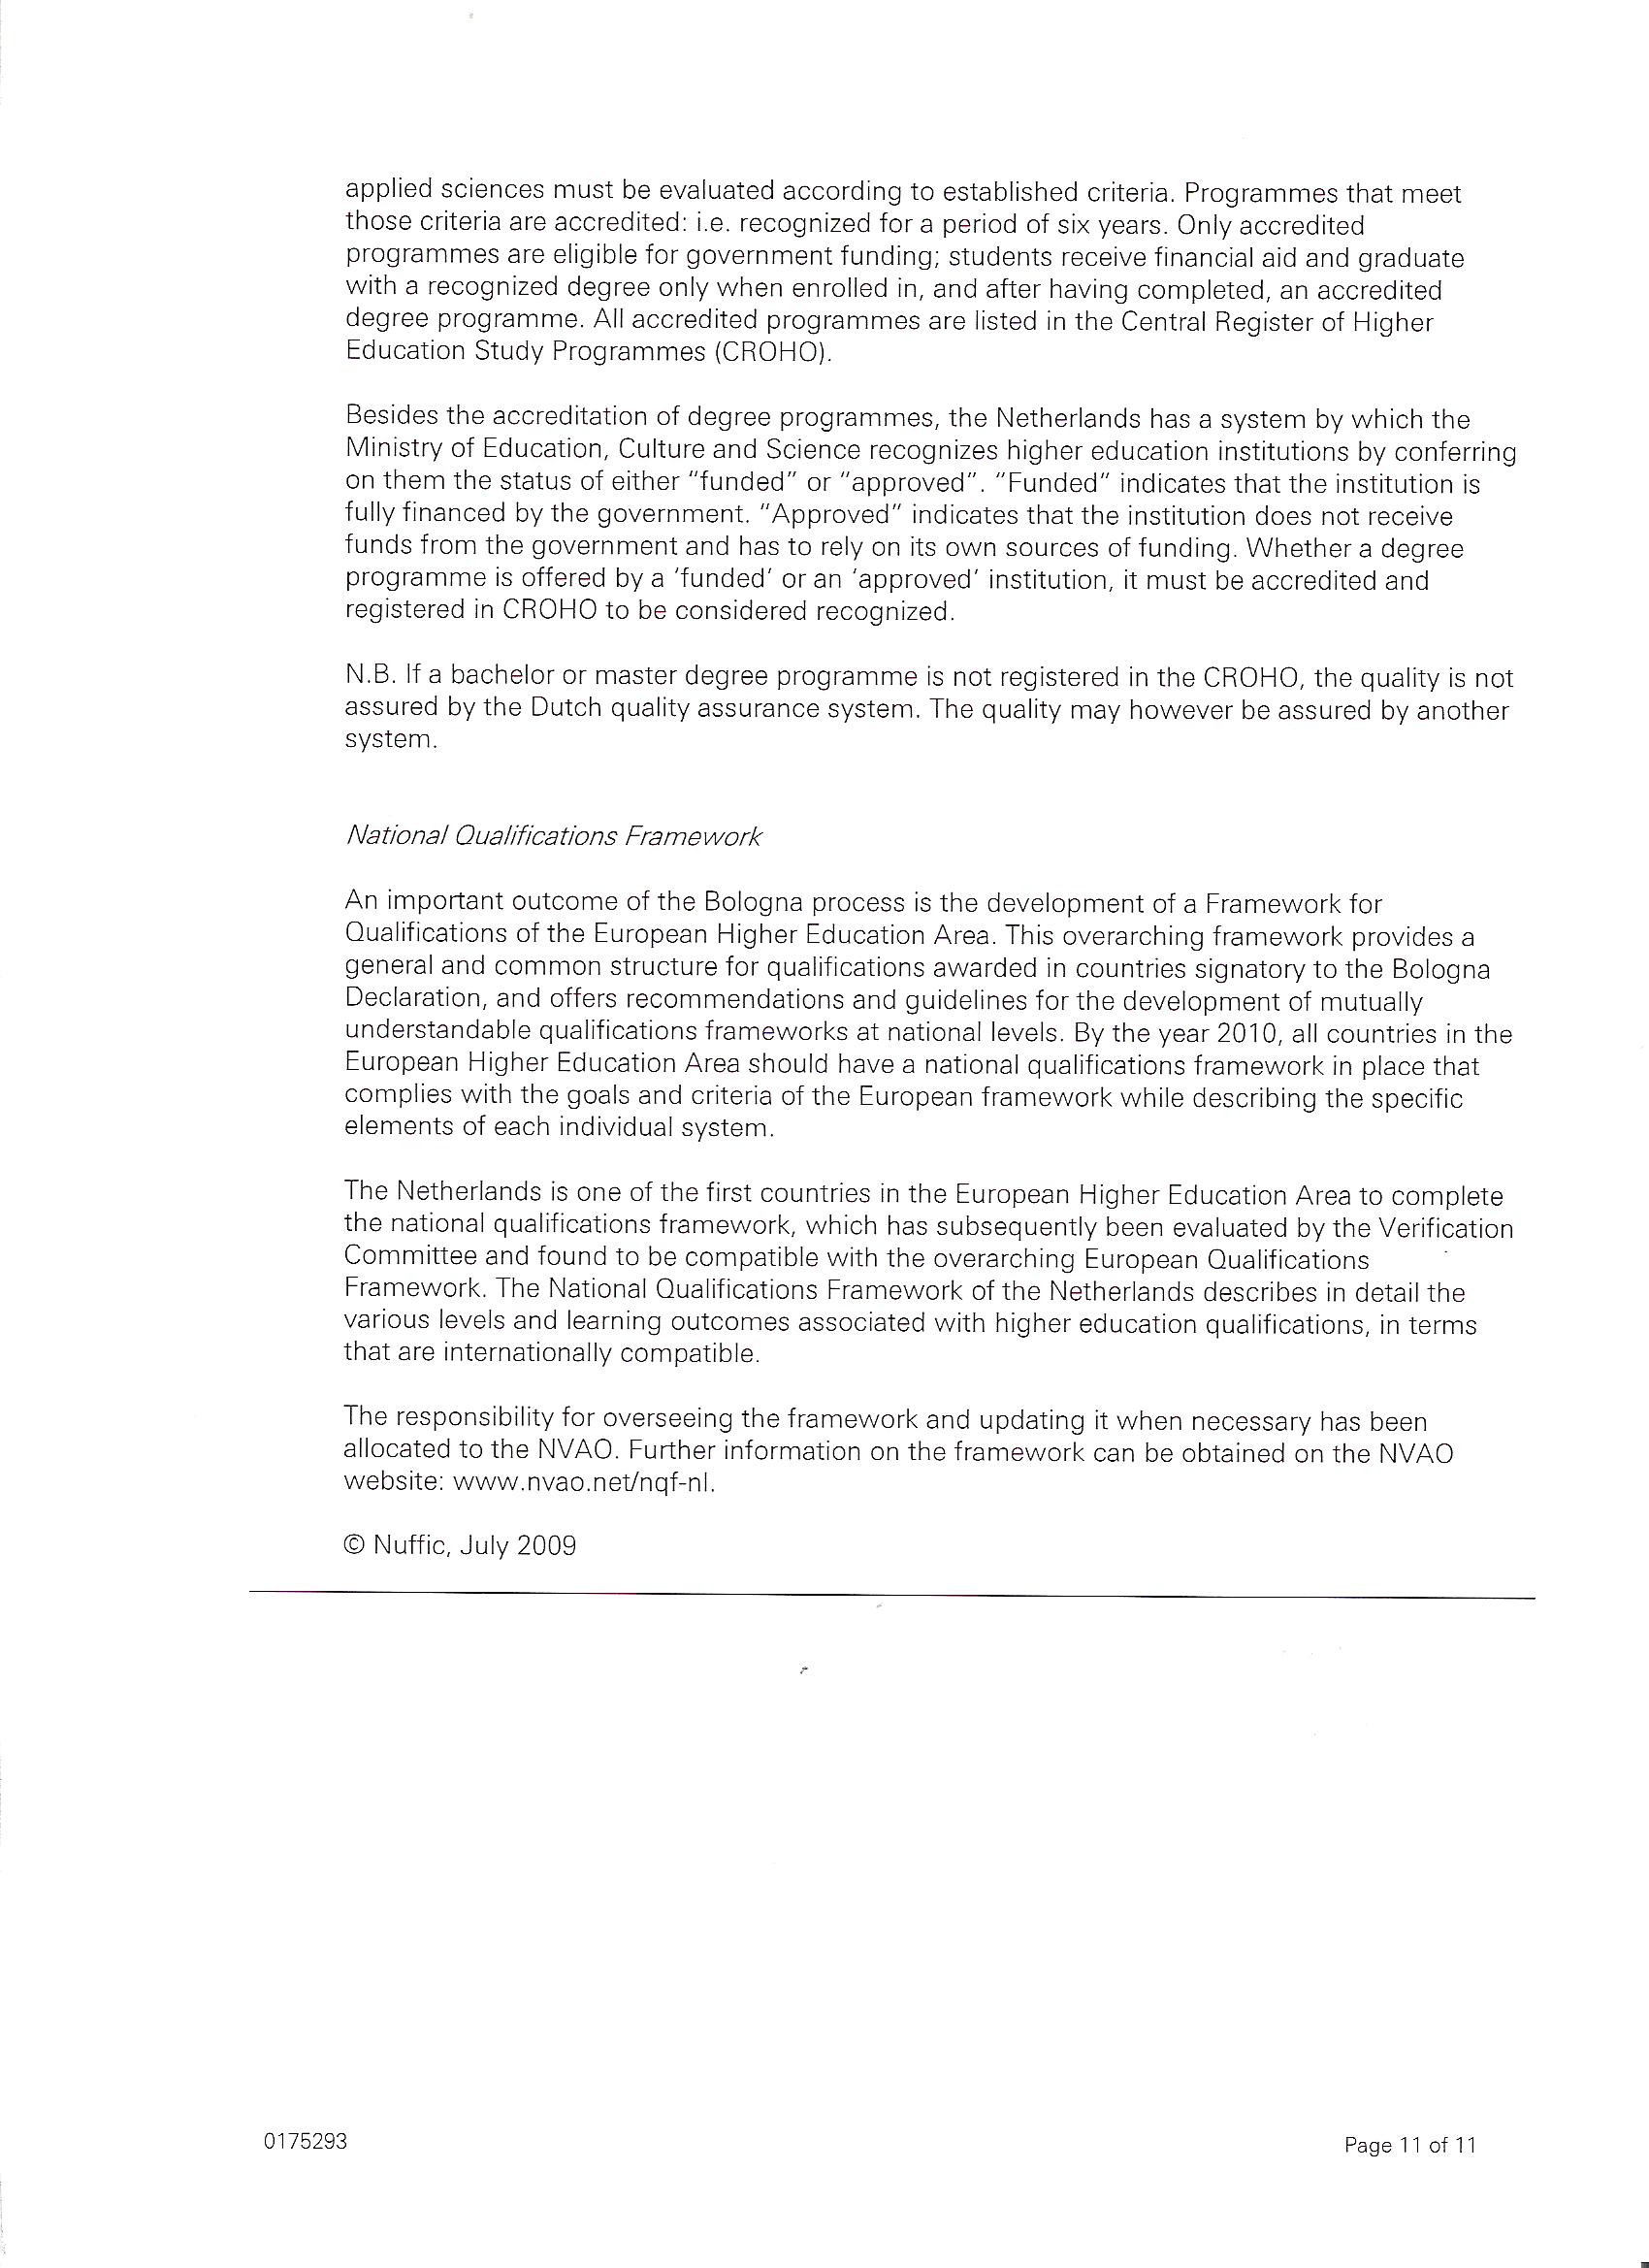 applied sciences must be evaluated according to established criteria. Programmes that meet
those criteria are accredited: i.e. recognized for a period of six years. Only accredited
programmes are eligible for government funding; students receive financial aid and graduate
with a recognized degree only when enrolled in, and after having completed, an accredited
degree programme. All accredited programmes are listed in the Central Register of Higher
Education Study Programmes (CROHO).
Besides the accreditation of degree programmes, the Netherlands has a system by which the
Ministry of Education, Culture and Science recognizes higher education institutions by conferring
on them the status of either "funded" or "approved". "Funded" indicates that the institution is
fully financed by the government. "Approved" indicates that the institution does not receive
funds from the government and has to rely on its own sources of funding. Whether a degree
programme is offered by a 'funded' or an 'approved' institution, it must be accredited and
registered in CROHO to be considered recognized.
N.B. If a bachelor or master degree programme is not registered in the CROHO, the quality is not
assured by the Dutch quality assurance system. The quality may however be assured by another
system.
National Qualifications Framework
An important outcome of the Bologna process is the development of a Framework for
Qualifications of the European Higher Education Area. This overarching framework provides a
general and common structure for qualifications awarded in countries signatory to the Bologna
Declaration, and offers recommendations and guidelines for the development of mutually
understandable qualifications frameworks at national levels. By the year 2010, all countries in the
European Higher Education Area should have a national qualifications framework in place that
complies with the goals and criteria of the European framework while describing the specific
elements of each individual system.
The Netherlands is one of the first countries in the European Higher Education Area to complete
the national qualifications framework, which has subsequently been evaluated by the Verification
Committee and found to be compatible with the overarching European Qualifications
Framework. The National Qualifications Framework of the Netherlands describes in detail the
various levels and learning outcomes associated with higher education qualifications, in terms
that are internationally compatible.
The responsibility for overseeing the framework and updating it when necessary has been
allocated to the NVAO. Further information on the framework can be obtained on the NVAO
website: www.nvao.net/nqf-nl.
© Nuffic, July 2009
0175293
Page 11 of 11